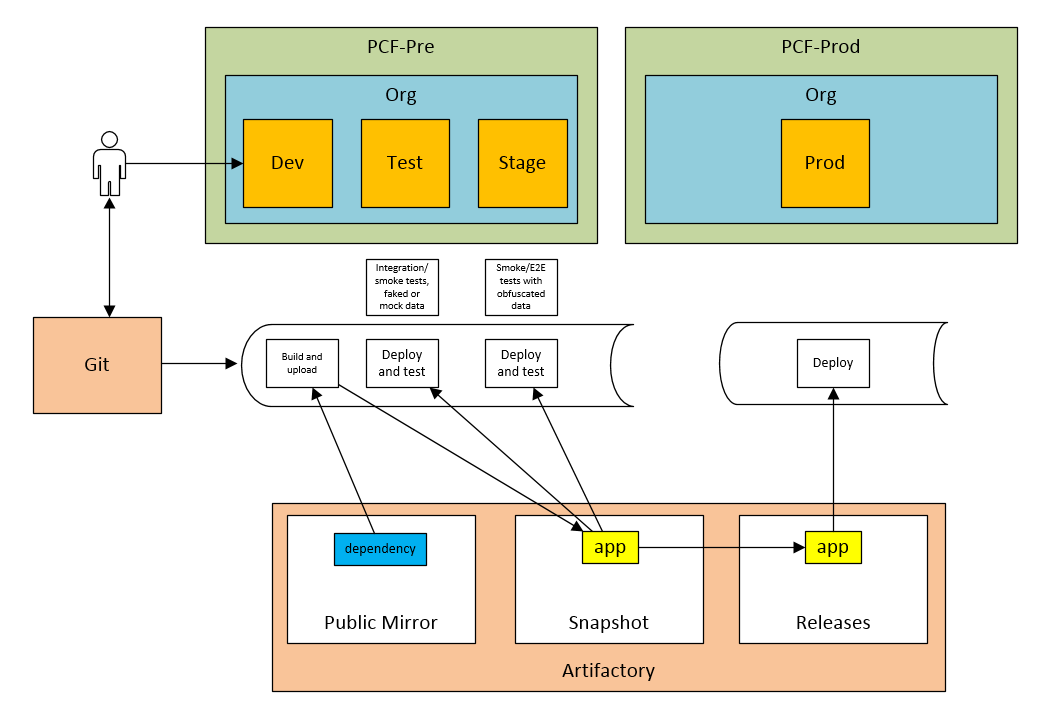 PCF-Pre
PCF-Prod
Org
Org
Dev
Test
Stage
Prod
Integration/
smoke tests,
faked or
mock data
Smoke/E2E
tests with
obfuscated
data
Git
Build and
upload
Deploy
and test
Deploy
and test
Deploy
dependency
app
app
Public Mirror
Snapshot
Releases
Artifactory